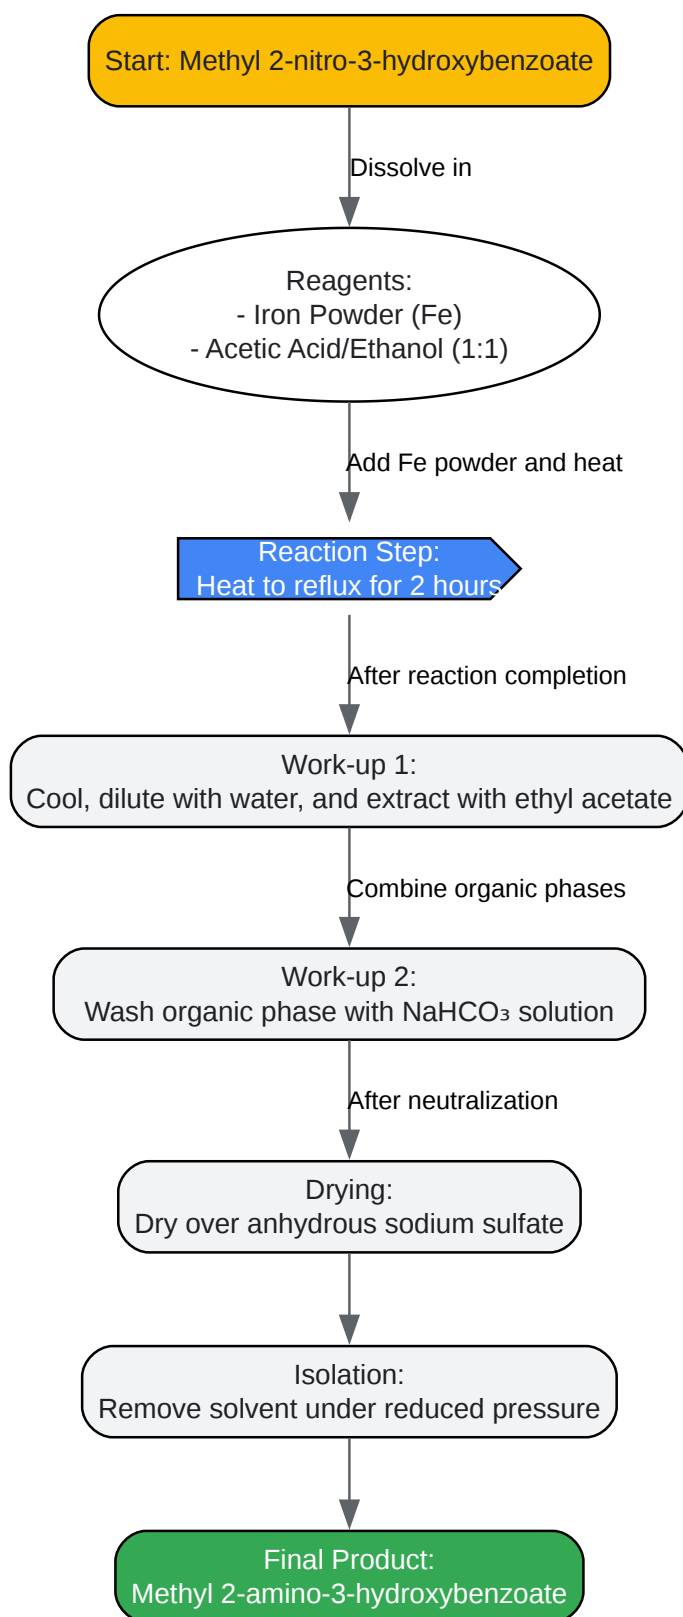 Start: Methyl 2-nitro-3-hydroxybenzoate
Dissolve in
Reagents:
- Iron Powder (Fe)
- Acetic Acid/Ethanol (1:1)
Add Fe powder and heat
Reaction Step:
Heat to reflux for 2 hours
After reaction completion
Work-up 1:
Cool, dilute with water, and extract with ethyl acetate
Combine organic phases
Work-up 2:
Wash organic phase with NaHCO₃ solution
After neutralization
Drying:
Dry over anhydrous sodium sulfate
Isolation:
Remove solvent under reduced pressure
Final Product:
Methyl 2-amino-3-hydroxybenzoate